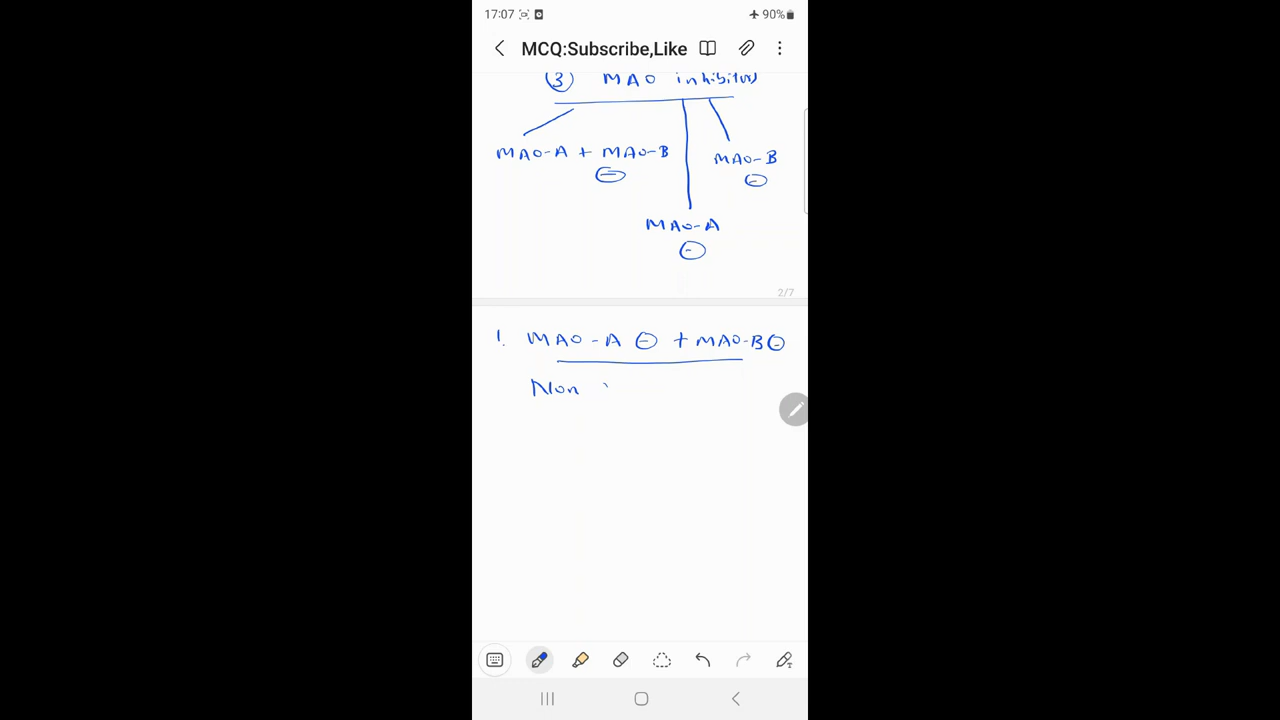 17:07 90%
MCQ:Subscribe,Like
3 MAO inhibitors
MAO-A + MAO-B
MAO-B
MAO-A
2/7
1. MAO-A + MAO-B
Non